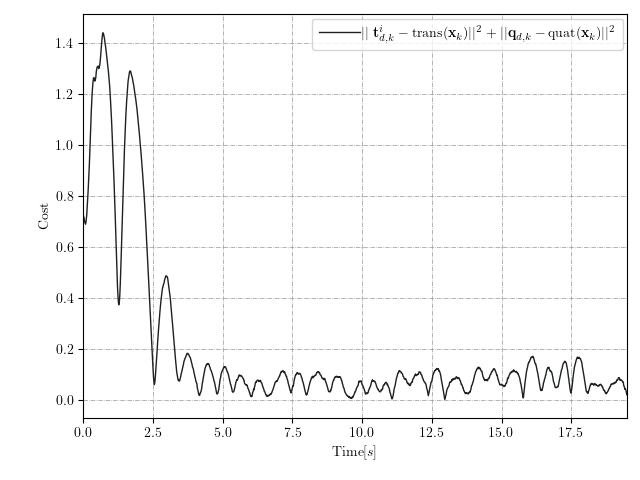 || t^i_{d,k} − trans(x_k)||² + ||q_{d,k} − quat(x_k)||²
1.4
1.2
1.0
0.8
0.6
0.4
0.2
0.0
Cost
0.0 2.5 5.0 7.5 10.0 12.5 15.0 17.5
Time[s]